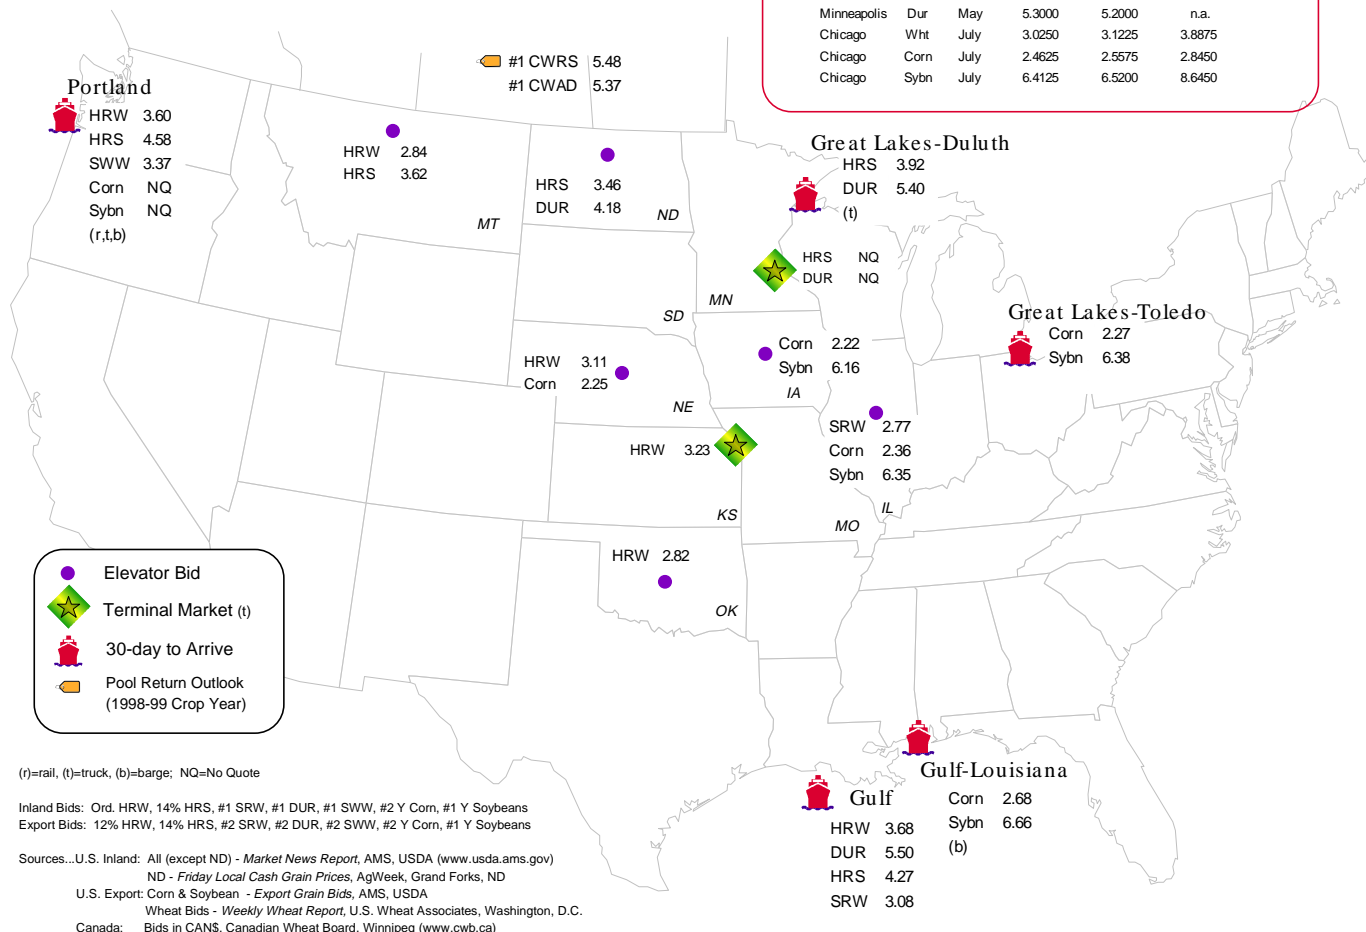 Minneapolis Dur May 5.3000 5.2000 n.a.
Chicago Wht July 3.0250 3.1225 3.8875
Chicago Corn July 2.4625 2.5575 2.8450
Chicago Sybn July 6.4125 6.5200 8.6450
#1 CWRS 5.48
#1 CWAD 5.37
Portland
HRW 3.60
HRS 4.58
SWW 3.37
Corn NQ
Sybn NQ
(r,t,b)
HRW 2.84
HRS 3.62
MT
HRS 3.46
DUR 4.18
ND
Great Lakes-Duluth
HRS 3.92
DUR 5.40
(t)
HRS NQ
DUR NQ
MN
SD
Great Lakes-Toledo
Corn 2.27
Sybn 6.38
HRW 3.11
Corn 2.25
NE
Corn 2.22
Sybn 6.16
IA
SRW 2.77
Corn 2.36
Sybn 6.35
IL
HRW 3.23
KS
MO
HRW 2.82
OK
Elevator Bid
Terminal Market (t)
30-day to Arrive
Pool Return Outlook
(1998-99 Crop Year)
Gulf-Louisiana
Corn 2.68
Sybn 6.66
(b)
Gulf
HRW 3.68
DUR 5.50
HRS 4.27
SRW 3.08
(r)=rail, (t)=truck, (b)=barge; NQ=No Quote
Inland Bids: Ord. HRW, 14% HRS, #1 SRW, #1 DUR, #1 SWW, #2 Y Corn, #1 Y Soybeans
Export Bids: 12% HRW, 14% HRS, #2 SRW, #2 DUR, #2 SWW, #2 Y Corn, #1 Y Soybeans
Sources...U.S. Inland: All (except ND) - Market News Report, AMS, USDA (www.usda.ams.gov)
ND - Friday Local Cash Grain Prices, AgWeek, Grand Forks, ND
U.S. Export: Corn & Soybean - Export Grain Bids, AMS, USDA
Wheat Bids - Weekly Wheat Report, U.S. Wheat Associates, Washington, D.C.
Canada: Bids in CAN$, Canadian Wheat Board, Winnipeg (www.cwb.ca)